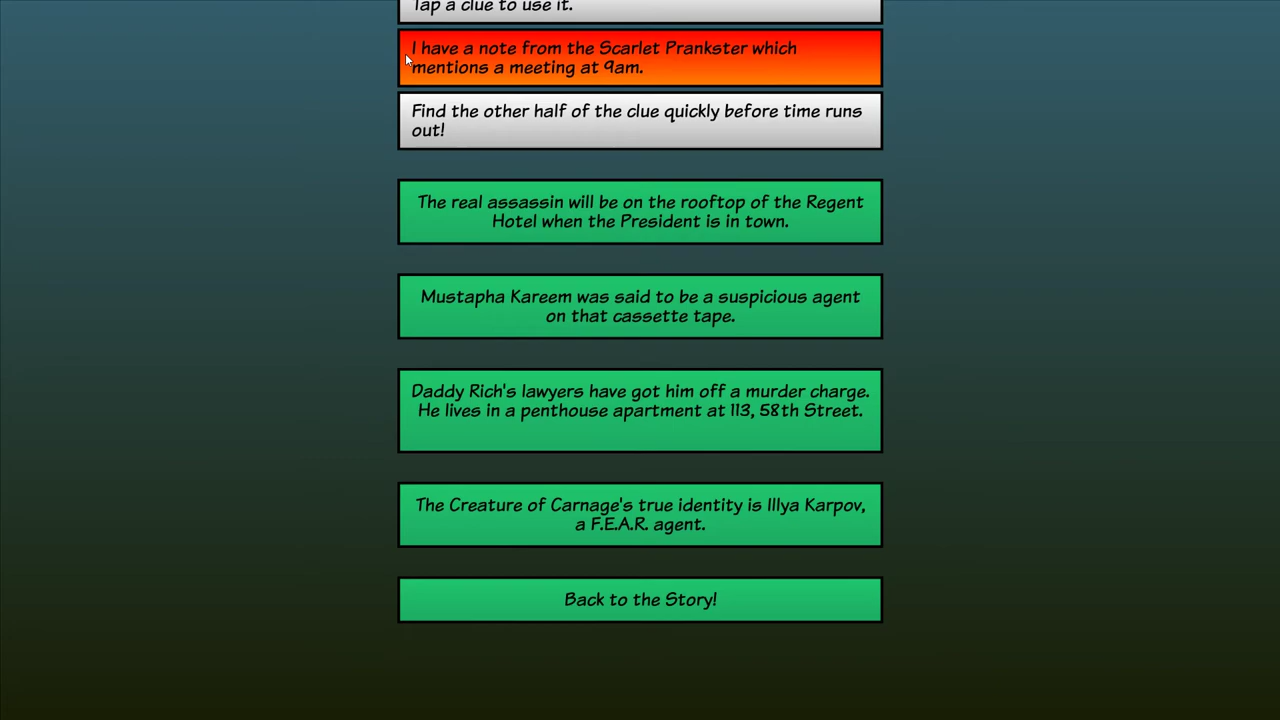 Tap a clue to use it.
I have a note from the Scarlet Prankster which
mentions a meeting at 9am.
Find the other half of the clue quickly before time runs
out!
The real assassin will be on the rooftop of the Regent
Hotel when the President is in town.
Mustapha Kareem was said to be a suspicious agent
on that cassette tape.
Daddy Rich's lawyers have got him off a murder charge.
He lives in a penthouse apartment at 113, 58th Street.
The Creature of Carnage's true identity is Illya Karpov,
a F.E.A.R. agent.
Back to the Story!